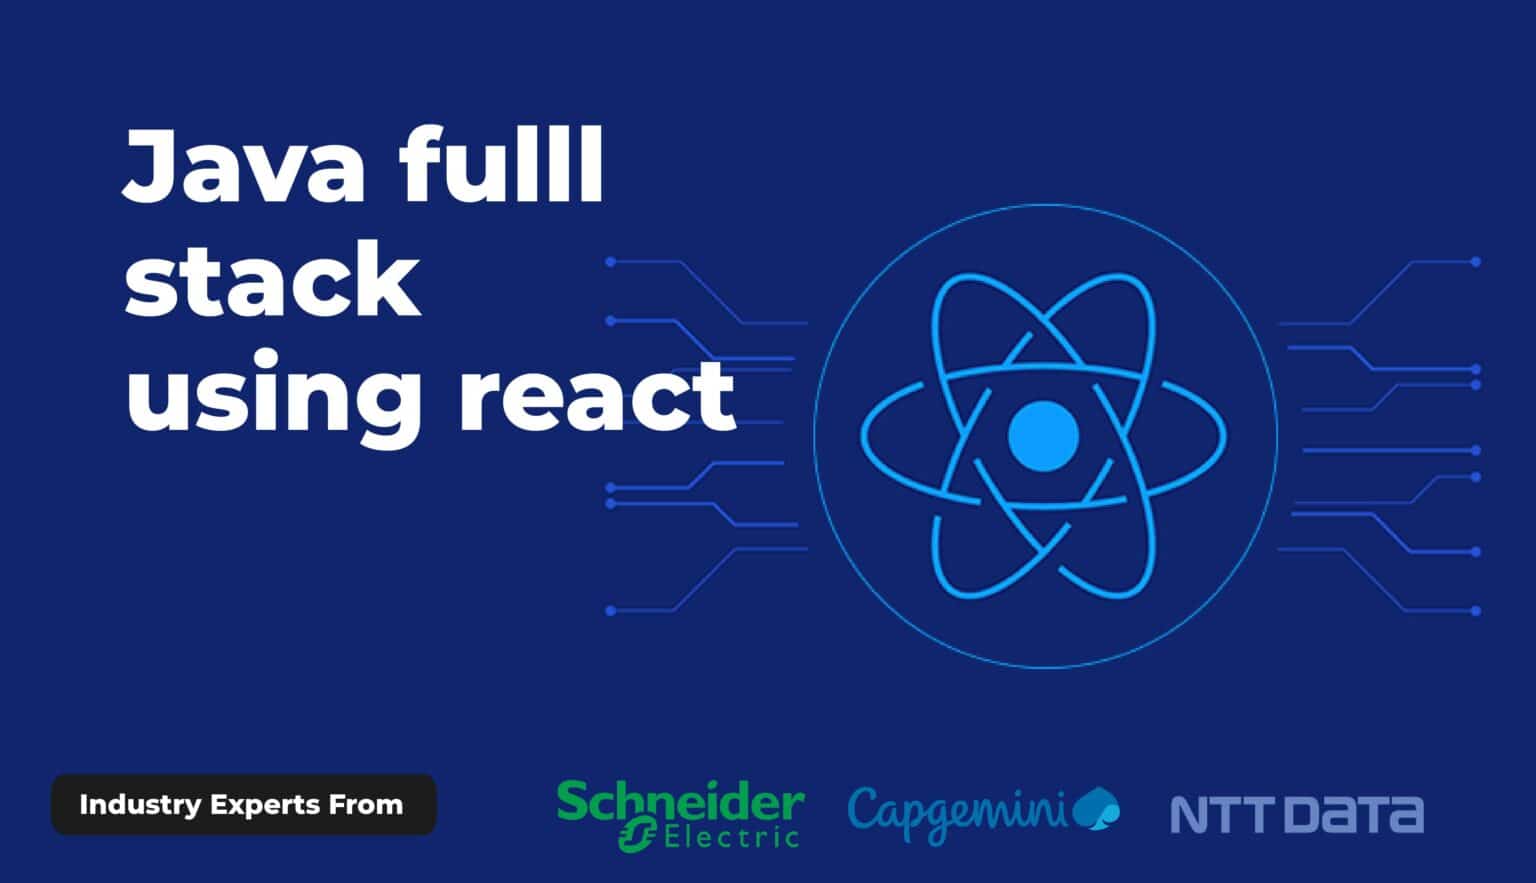 Java fulll
stack
using react
Industry Experts From
Schneider
Electric
Capgemini
NTT DATA